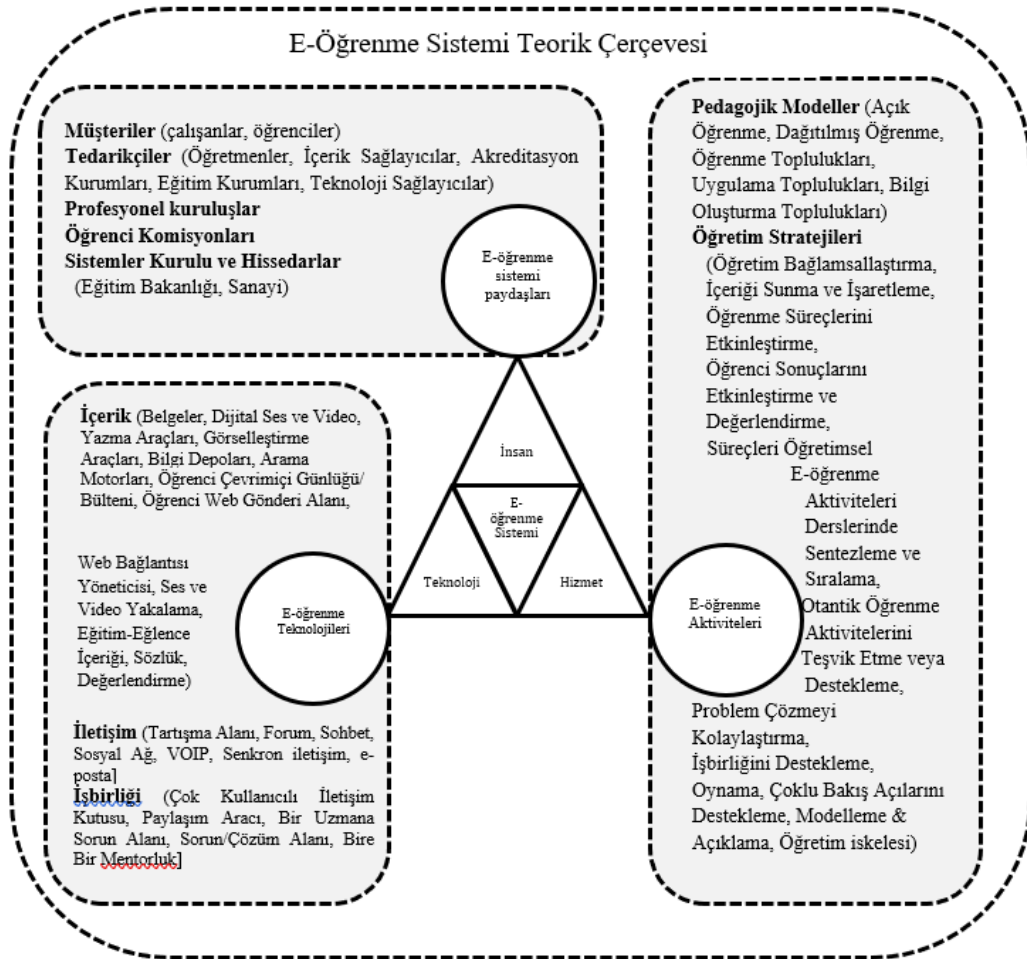 E-Öğrenme Sistemi Teorik Çerçevesi
Müşteriler (çalışanlar, öğrenciler)
Tedarikçiler (Öğretmenler, İçerik Sağlayıcılar, Akreditasyon
Kurumları, Eğitim Kurumları, Teknoloji Sağlayıcılar)
Profesyonel kuruluşlar
Öğrenci Komisyonları
Sistemler Kurulu ve Hissedarlar
(Eğitim Bakanlığı, Sanayi)
E-öğrenme
sistemi
paydaşları
Pedagojik Modeller (Açık
Öğrenme, Dağıtılmış Öğrenme,
Öğrenme Toplulukları,
Uygulama Toplulukları, Bilgi
Oluşturma Toplulukları)
Öğretim Stratejileri
(Öğretim Bağlamsallaştırma,
İçeriği Sunma ve İşaretleme,
Öğrenme Süreçlerini
Etkinleştirme,
Öğrenci Sonuçlarını
Etkinleştirme ve
Değerlendirme,
Süreçleri Öğretimsel
E-öğrenme
Aktiviteleri
Derslerinde
Sentezleme ve
Sıralama,
Otantik Öğrenme
Aktivitelerini
Teşvik Etme veya
Destekleme,
Problem Çözmeyi
Kolaylaştırma,
İşbirliğini Destekleme,
Oynama, Çoklu Bakış Açılarını
Destekleme, Modelleme &
Açıklama, Öğretim iskelesi)
E-öğrenme
Aktiviteleri
İnsan
E-
öğrenme
Sistemi
Teknoloji
Hizmet
İçerik (Belgeler, Dijital Ses ve Video,
Yazma Araçları, Görselleştirme
Araçları, Bilgi Depoları, Arama
Motorları, Öğrenci Çevrimiçi Günlüğü/
Bülteni, Öğrenci Web Gönderi Alanı,
Web Bağlantısı
Yöneticisi, Ses ve
Video Yakalama,
Eğitim-Eğlence
İçeriği, Sözlük,
Değerlendirme)
E-öğrenme
Teknolojileri
İletişim (Tartışma Alanı, Forum, Sohbet,
Sosyal Ağ, VOIP, Senkron iletişim, e-
posta]
İşbirliği (Çok Kullanıcılı İletişim
Kutusu, Paylaşım Aracı, Bir Uzmana
Sorun Alanı, Sorun/Çözüm Alanı, Bire
Bir Mentorluk]